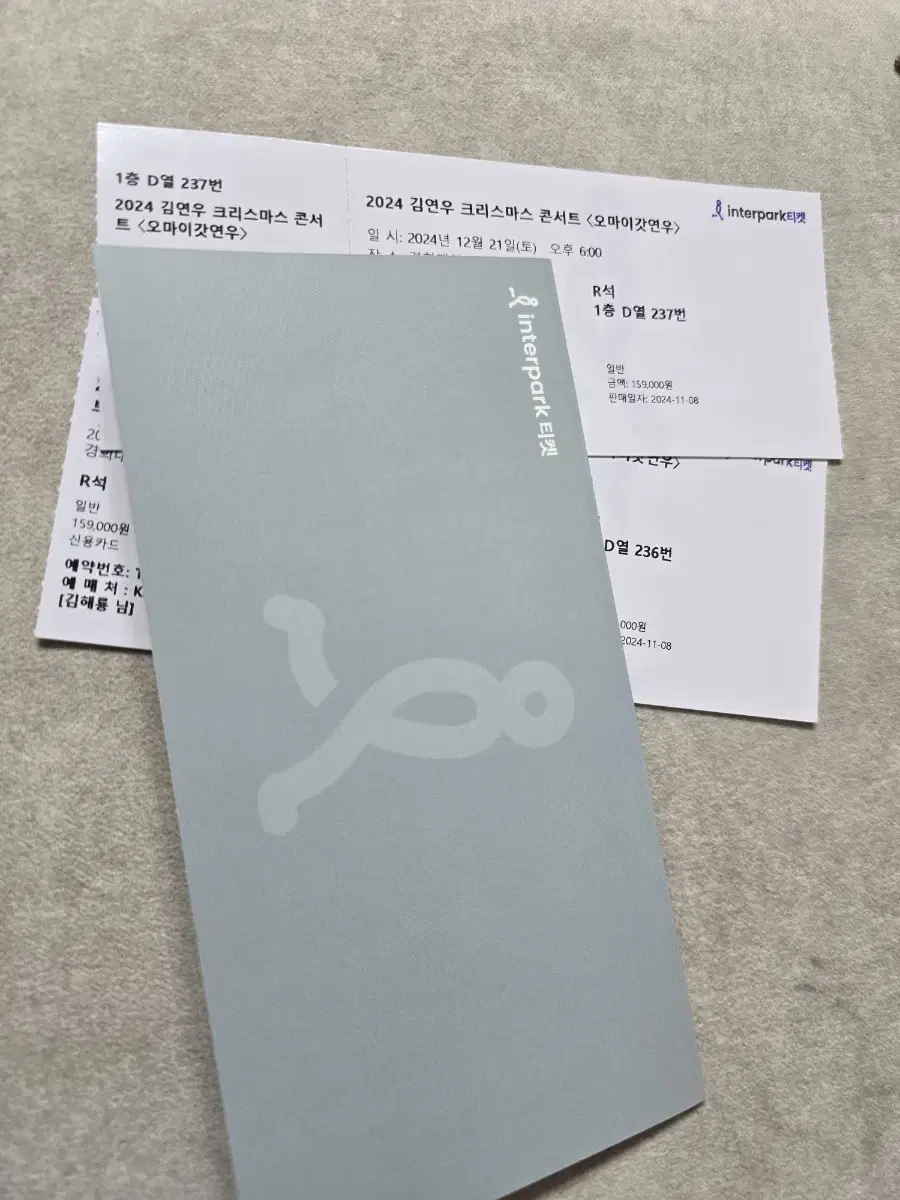 1층 D열 237번
2024 김연우 크리스마스 콘서
트 <오마이갓연우>
2024 김연우 크리스마스 콘서트 <오마이갓연우>
일 시: 2024년 12월 21일(토) 오후 6:00
interpark티켓
R석
1층 D열 237번
일반
금액: 159,000원
판매일자: 2024-11-08
interpark 티켓
R석
일반
159,000원
신용카드
예약번호: T
예 매 처 : K
[김해룡 님]
D열 236번
000원
2024-11-08